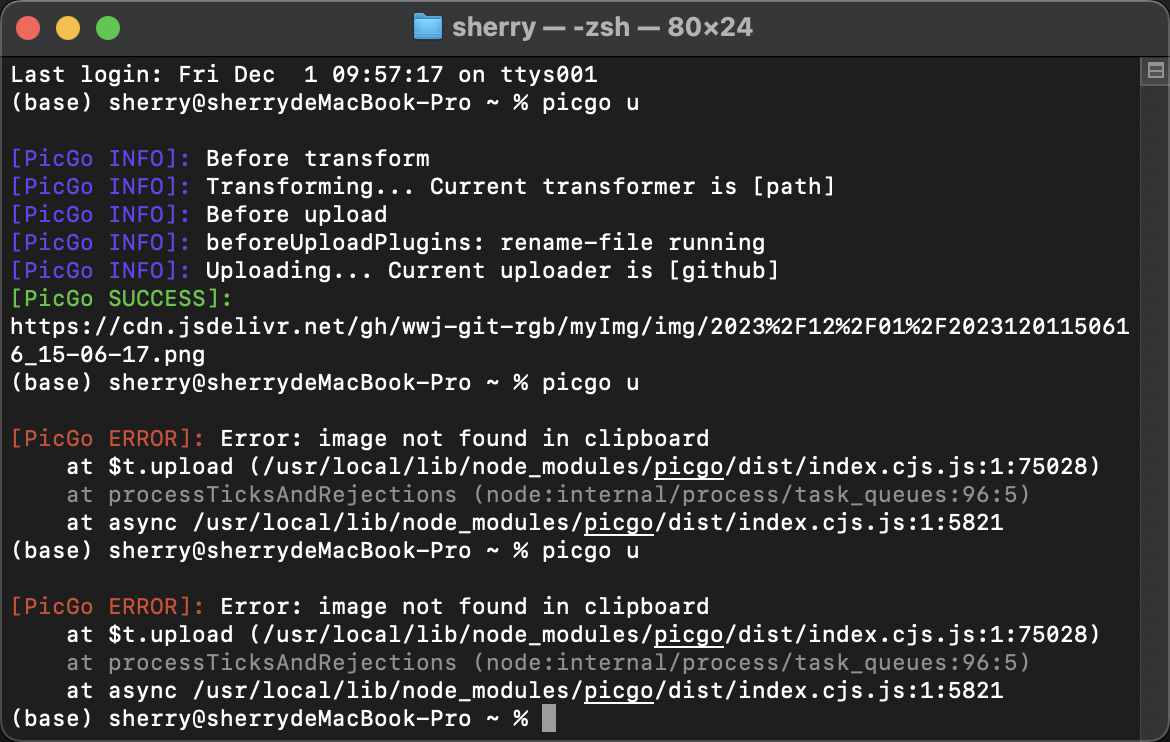 sherry — -zsh — 80×24
Last login: Fri Dec  1 09:57:17 on ttys001
(base) sherry@sherrydeMacBook-Pro ~ % picgo u
[PicGo INFO]: Before transform
[PicGo INFO]: Transforming... Current transformer is [path]
[PicGo INFO]: Before upload
[PicGo INFO]: beforeUploadPlugins: rename-file running
[PicGo INFO]: Uploading... Current uploader is [github]
[PicGo SUCCESS]:
https://cdn.jsdelivr.net/gh/wwj-git-rgb/myImg/img/2023%2F12%2F01%2F2023120115061
6_15-06-17.png
(base) sherry@sherrydeMacBook-Pro ~ % picgo u
[PicGo ERROR]: Error: image not found in clipboard
    at $t.upload (/usr/local/lib/node_modules/picgo/dist/index.cjs.js:1:75028)
    at processTicksAndRejections (node:internal/process/task_queues:96:5)
    at async /usr/local/lib/node_modules/picgo/dist/index.cjs.js:1:5821
(base) sherry@sherrydeMacBook-Pro ~ % picgo u
[PicGo ERROR]: Error: image not found in clipboard
    at $t.upload (/usr/local/lib/node_modules/picgo/dist/index.cjs.js:1:75028)
    at processTicksAndRejections (node:internal/process/task_queues:96:5)
    at async /usr/local/lib/node_modules/picgo/dist/index.cjs.js:1:5821
(base) sherry@sherrydeMacBook-Pro ~ %